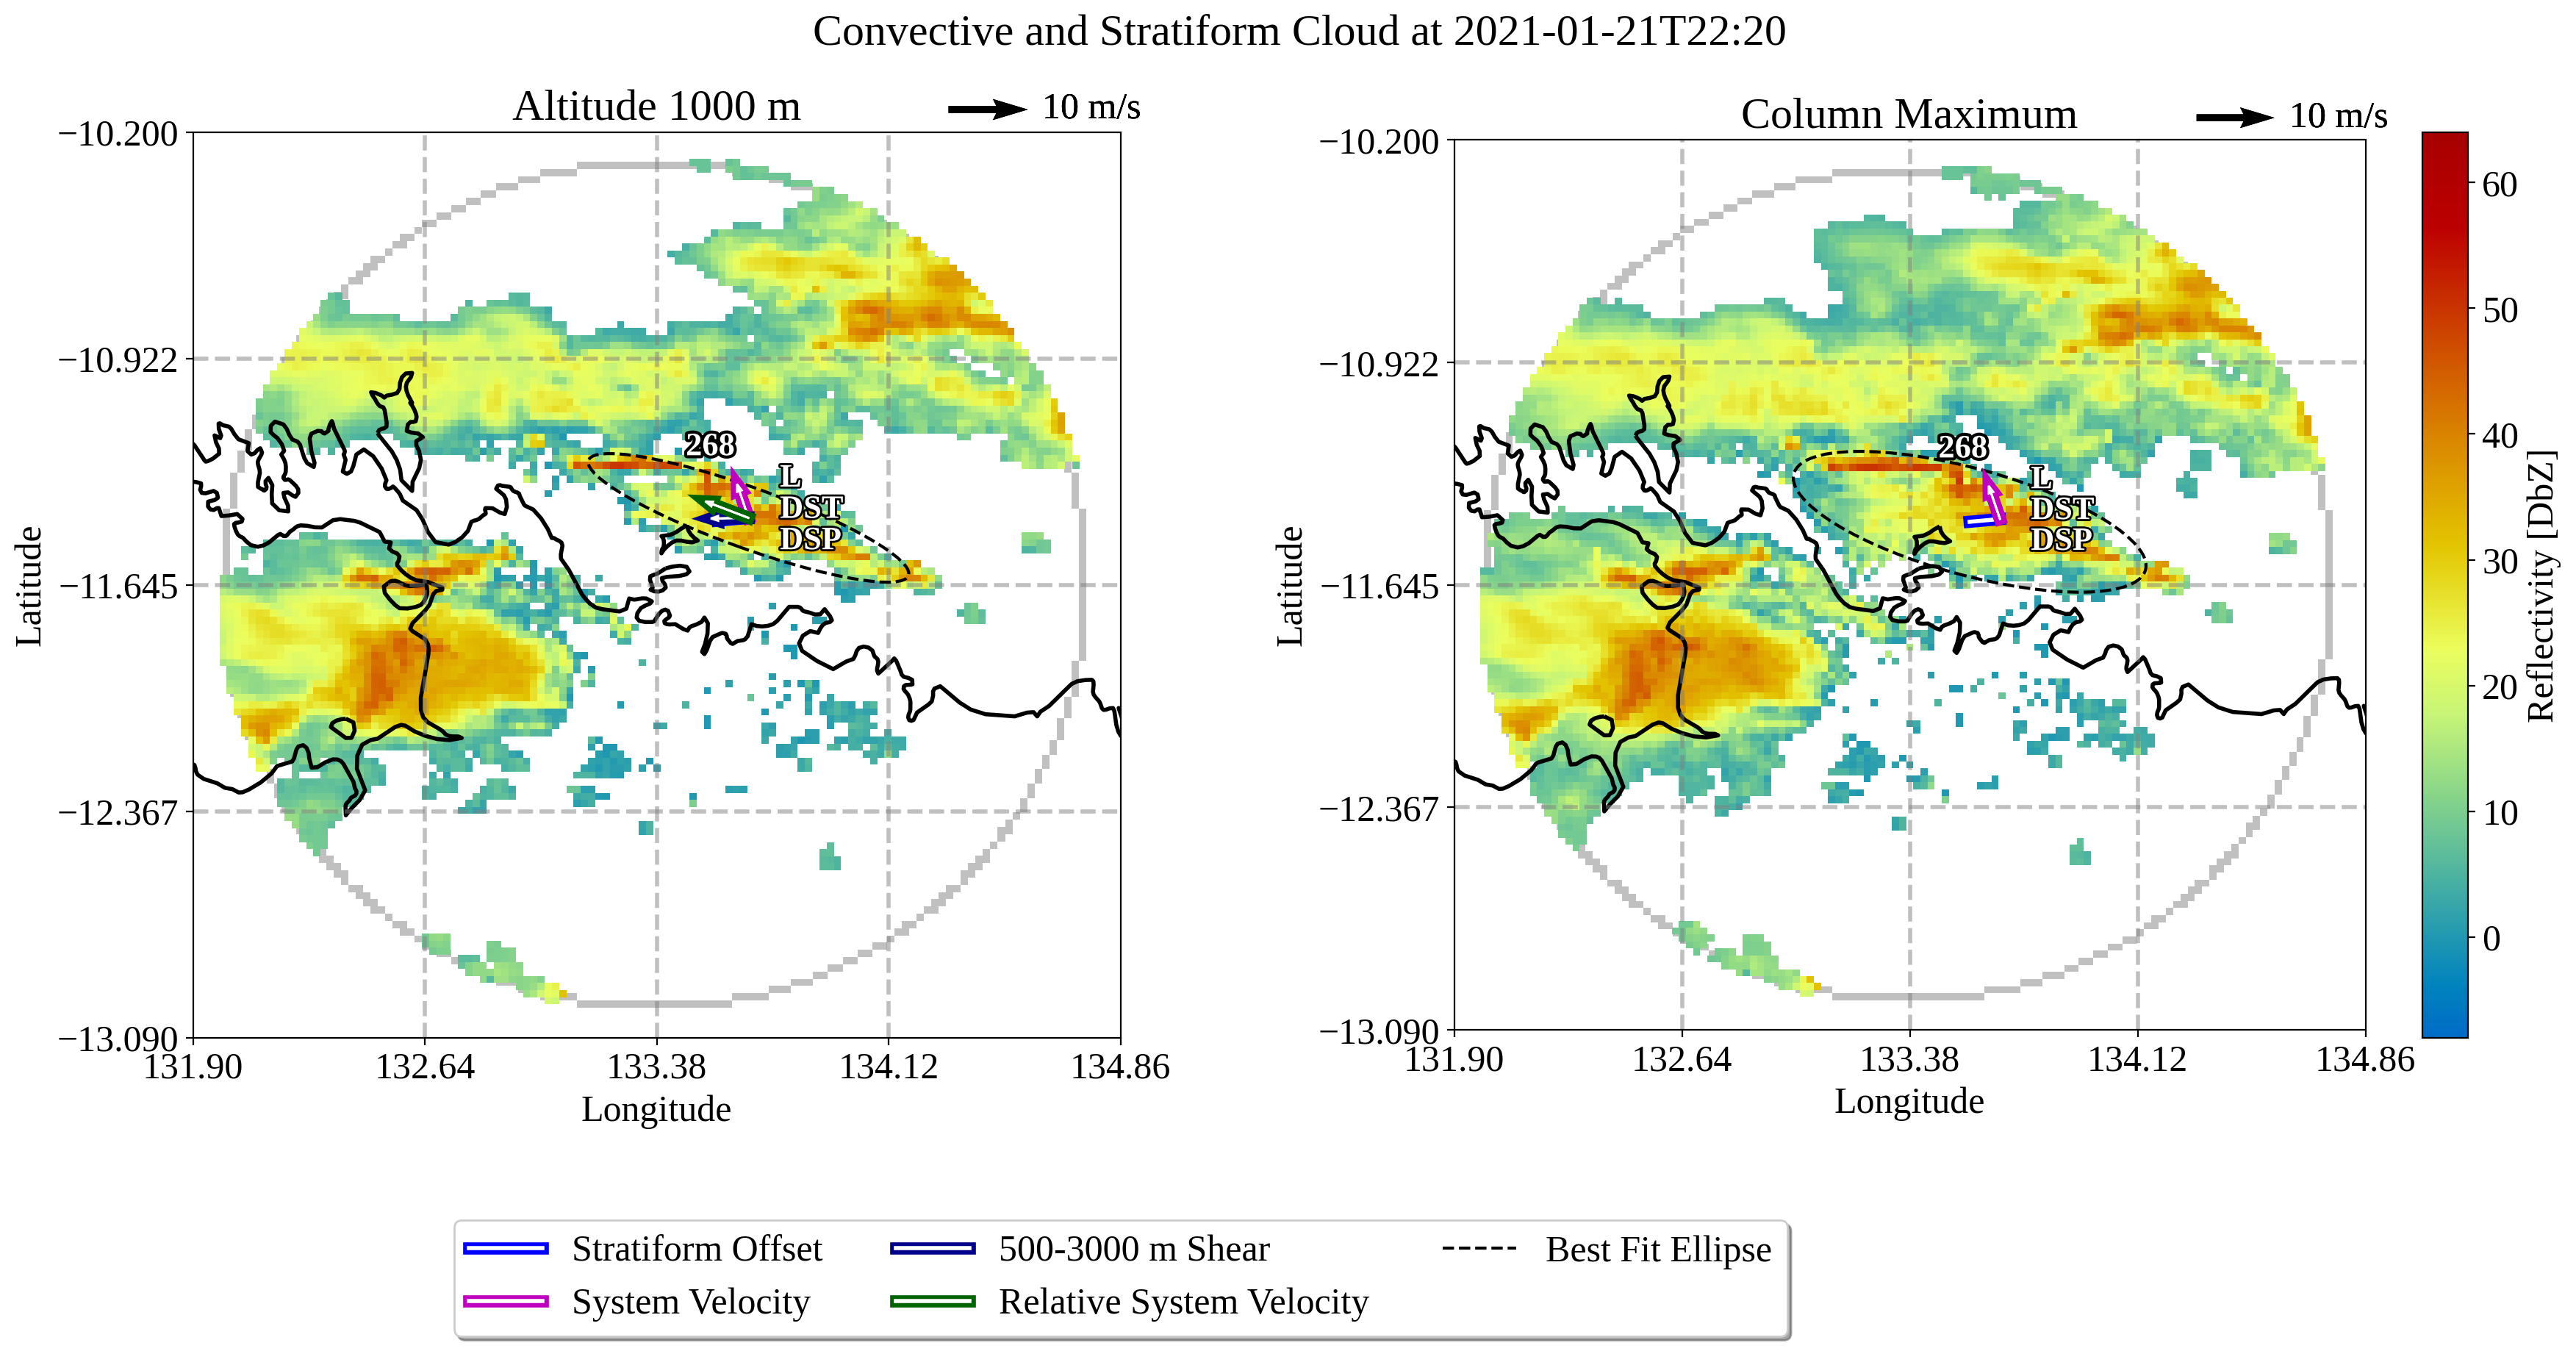 Convective and Stratiform Cloud at 2021-01-21T22:20
Altitude 1000 m
10 m/s
−10.200
−10.922
−11.645
−12.367
−13.090
Latitude
268
L
DST
DSP
131.90 132.64 133.38 134.12 134.86
Longitude
Column Maximum
10 m/s
−10.200
−10.922
−11.645
−12.367
−13.090
Latitude
268
L
DST
DSP
131.90 132.64 133.38 134.12 134.86
Longitude
60
50
40
30
20
10
0
Reflectivity [DbZ]
Stratiform Offset
System Velocity
500-3000 m Shear
Relative System Velocity
Best Fit Ellipse